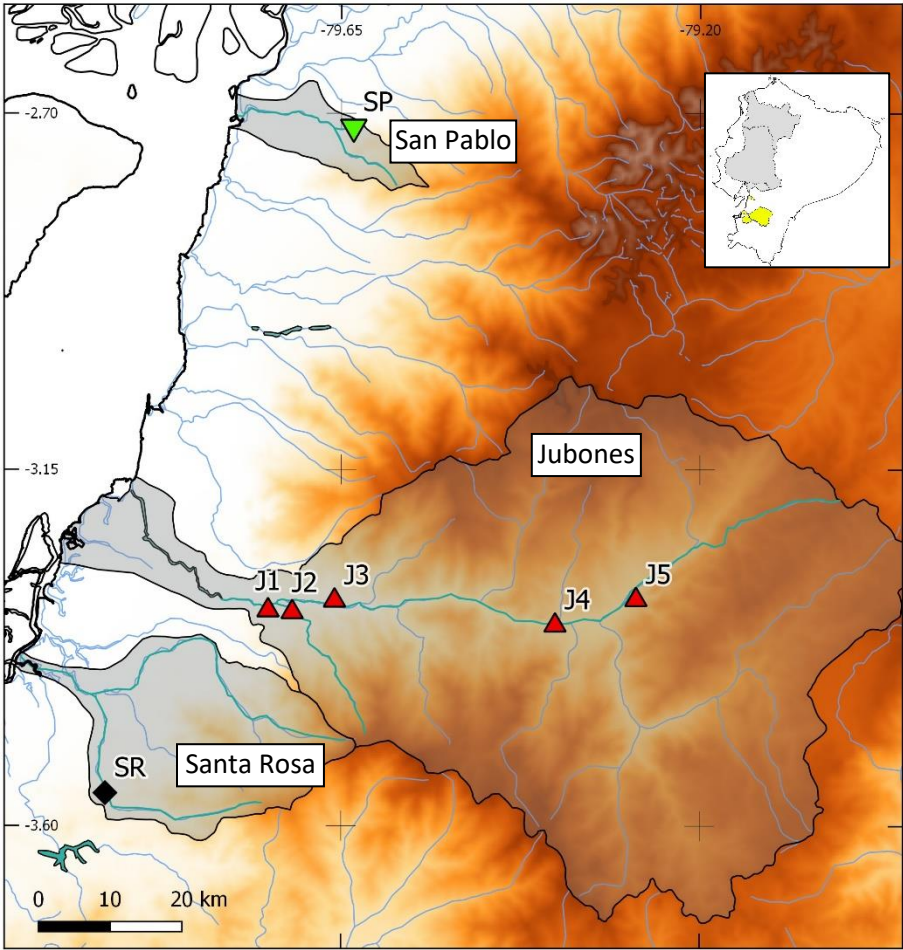 -79.65
-79.20
-2.70
SP
San Pablo
Jubones
-3.15
J1
J2
J3
J4
J5
SR
Santa Rosa
-3.60
0
10
20 km